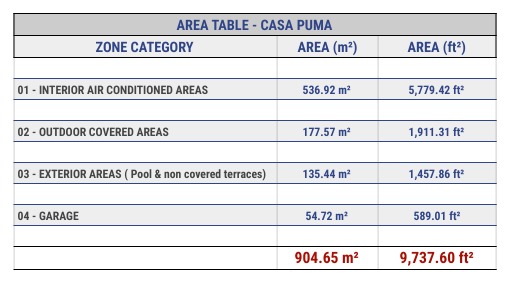 AREA TABLE - CASA PUMA
ZONE CATEGORY AREA (m²) AREA (ft²)
01 - INTERIOR AIR CONDITIONED AREAS 536.92 m² 5,779.42 ft²
02 - OUTDOOR COVERED AREAS 177.57 m² 1,911.31 ft²
03 - EXTERIOR AREAS ( Pool & non covered terraces) 135.44 m² 1,457.86 ft²
04 - GARAGE 54.72 m² 589.01 ft²
904.65 m² 9,737.60 ft²